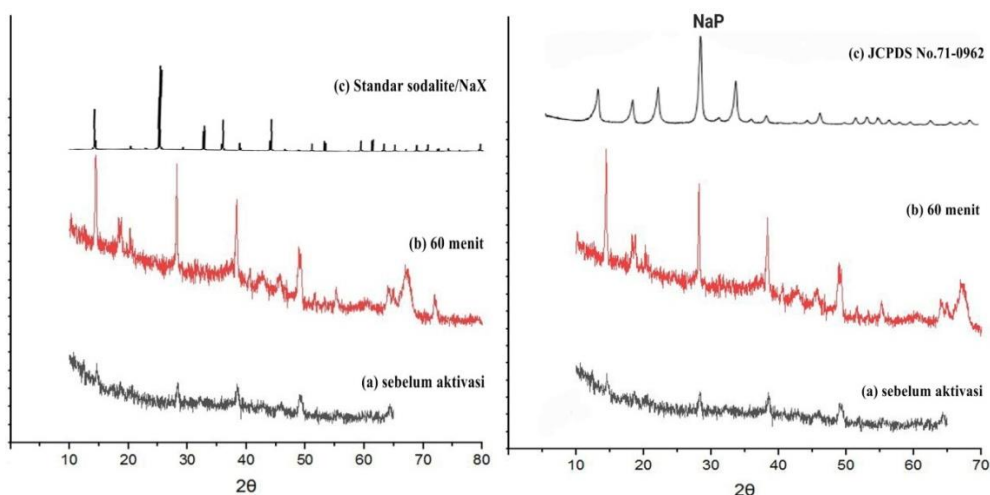 (c) Standar sodalite/NaX
(b) 60 menit
(a) sebelum aktivasi
10 20 30 40 50 60 70 80
2θ
NaP
(c) JCPDS No.71-0962
(b) 60 menit
(a) sebelum aktivasi
10 20 30 40 50 60 70
2θ